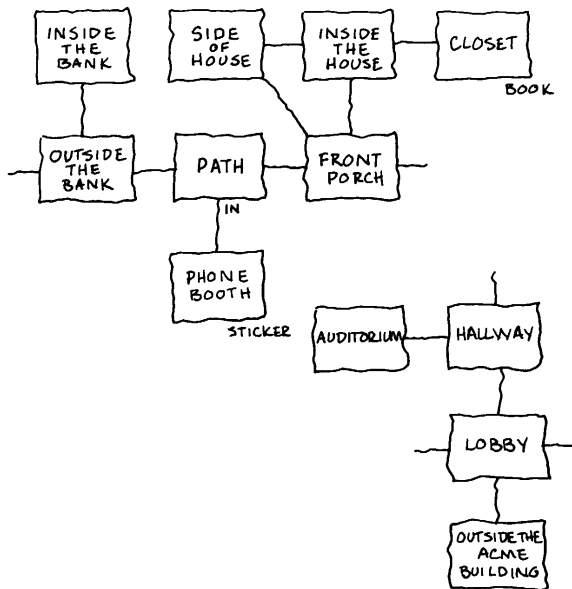 INSIDE
THE
BANK
SIDE
OF
HOUSE
INSIDE
THE
HOUSE
CLOSET
BOOK
OUTSIDE
THE
BANK
PATH
FRONT
PORCH
IN
PHONE
BOOTH
STICKER
AUDITORIUM
HALLWAY
LOBBY
OUTSIDE THE
ACME
BUILDING